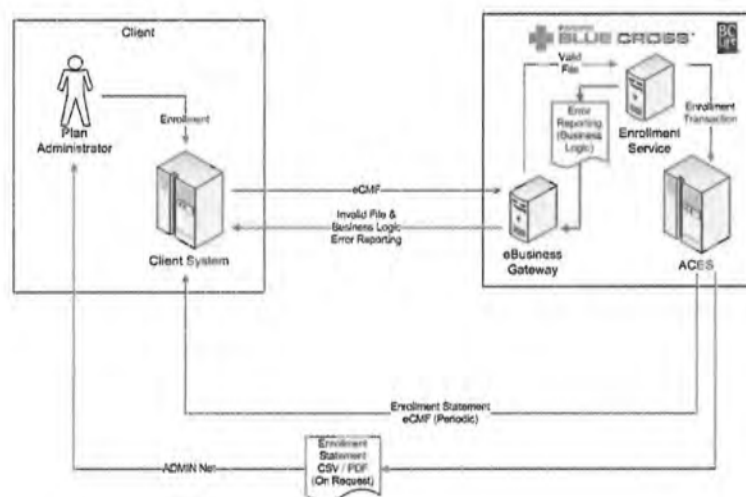 Client
BLUE CROSS
Valid
File
Plan
Administrator
Enrollment
Client System
Error
Reporting
(Business
Logic)
Enrollment
Service
Enrollment
Transaction
eCMF
Invalid File &
Business Logic
Error Reporting
eBusiness
Gateway
ACES
Enrollment Statement
eCMF (Periodic)
ADMIN Net
Enrollment
Statement
CSV / PDF
(On Request)